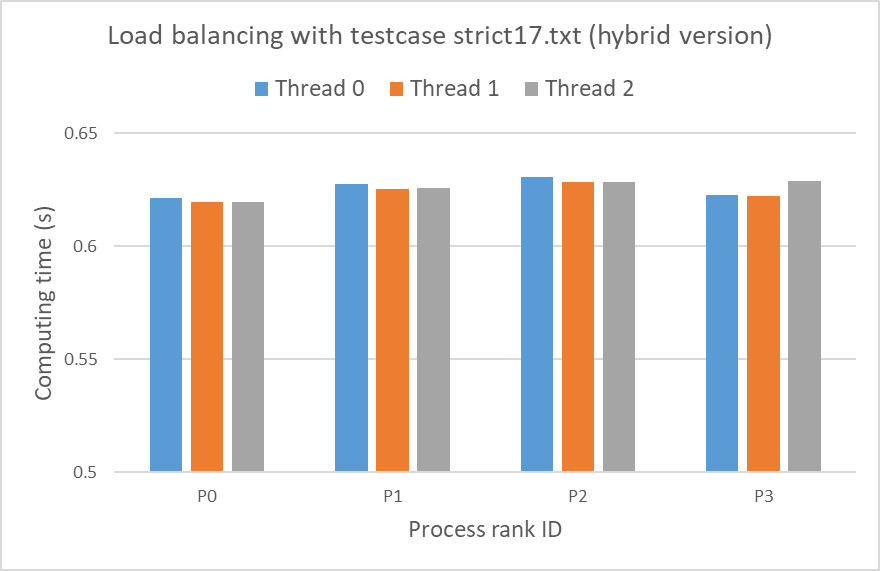 Load balancing with testcase strict17.txt (hybrid version)
Thread 0 Thread 1 Thread 2
0.65
0.6
0.55
0.5
Computing time (s)
P0 P1 P2 P3
Process rank ID